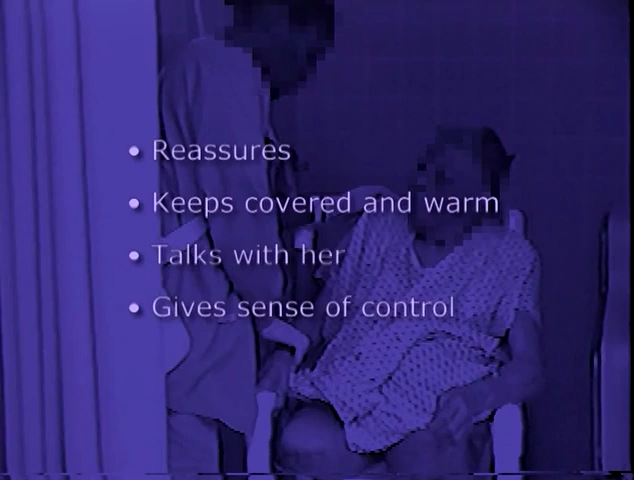 • Reassures
• Keeps covered and warm
• Talks with her
• Gives sense of control